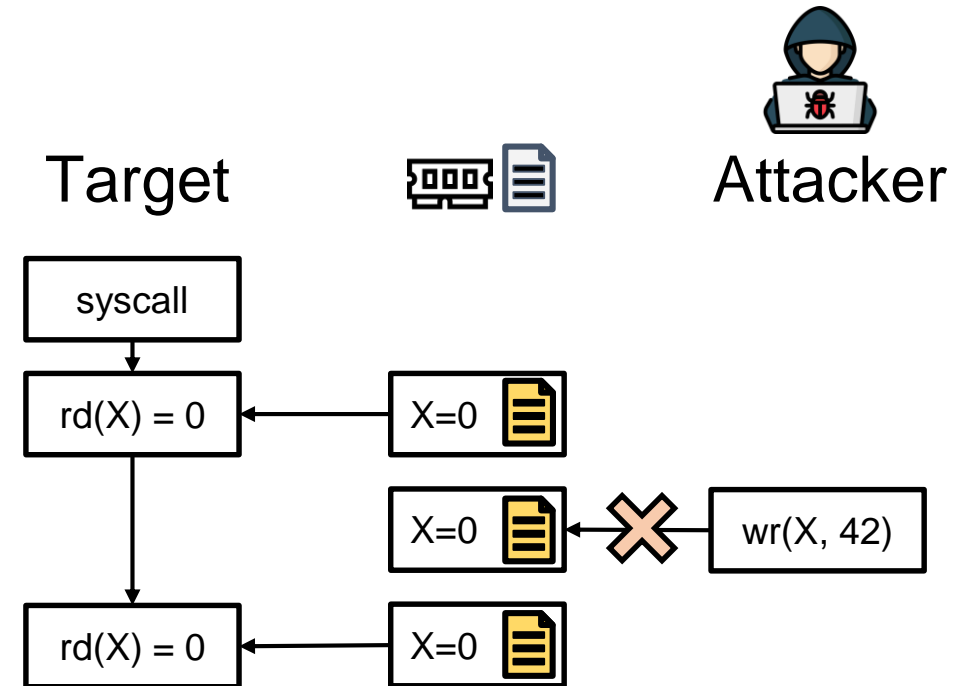 Target
Attacker
syscall
rd(X) = 0
X=0
X=0
wr(X, 42)
rd(X) = 0
X=0